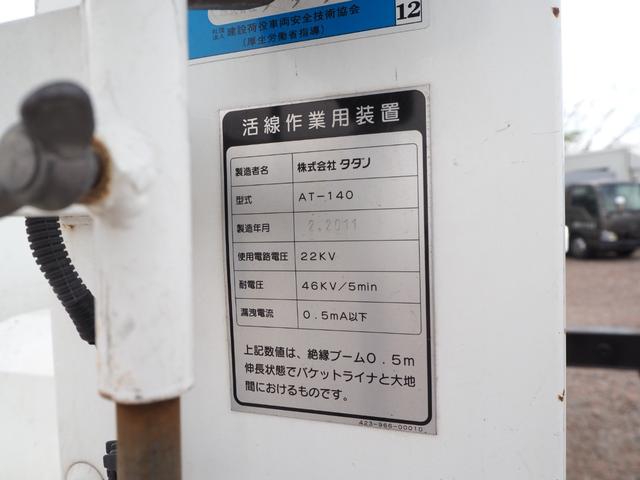 12
社団法人 建設荷役車両安全技術協会
(厚生労働省指導)
活線作業用装置
製造者名 株式会社 タダノ
型式 AT-140
製造年月 2.2011
使用電路電圧 22KV
耐電圧 46KV/5min
漏洩電流 0.5mA以下
上記数値は、絶縁ブーム0.5m
伸長状態でバケットライナと大地
間におけるものです。
423-966-00010